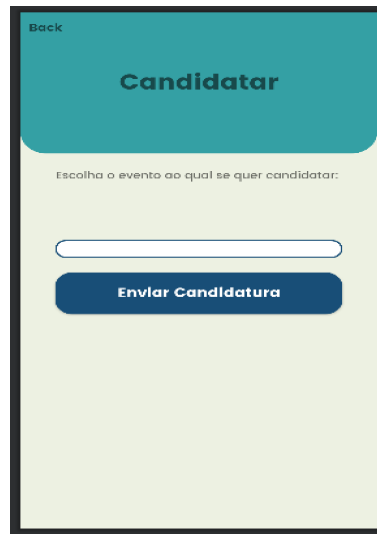 Back
Candidatar
Escolha o evento ao qual se quer candidatar:
Enviar Candidatura